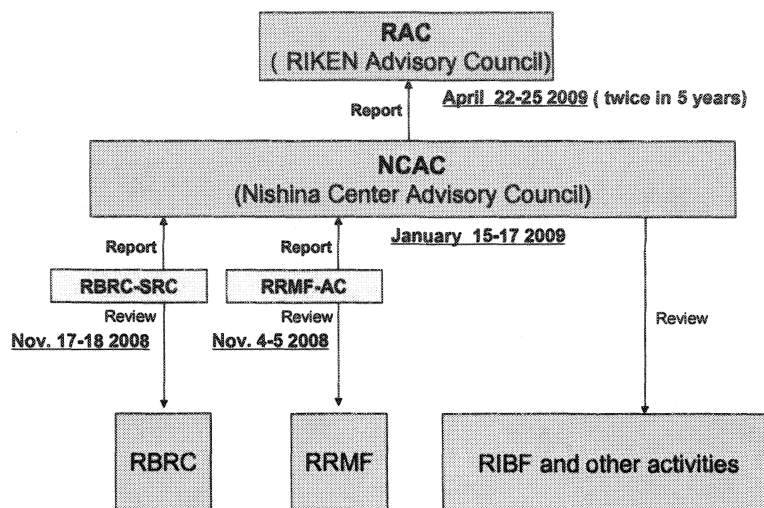 RAC
( RIKEN Advisory Council)
Report
April 22-25 2009 ( twice in 5 years)
NCAC
(Nishina Center Advisory Council)
January 15-17 2009
Report
Report
RBRC-SRC
RRMF-AC
Review
Review
Review
Nov. 17-18 2008
Nov. 4-5 2008
RBRC
RRMF
RIBF and other activities